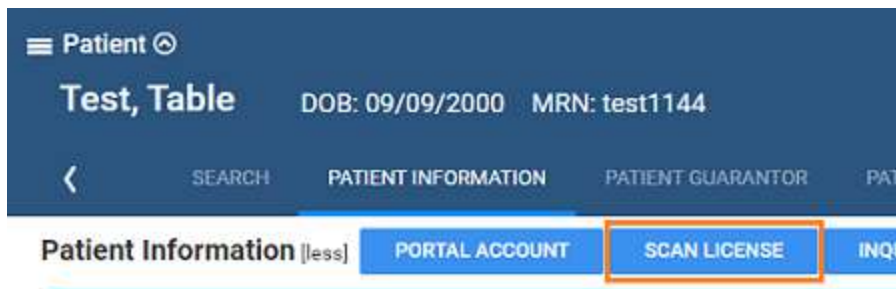 Patient
Test, Table DOB: 09/09/2000 MRN: test1144
SEARCH PATIENT INFORMATION PATIENT GUARANTOR
Patient Information [less] PORTAL ACCOUNT SCAN LICENSE